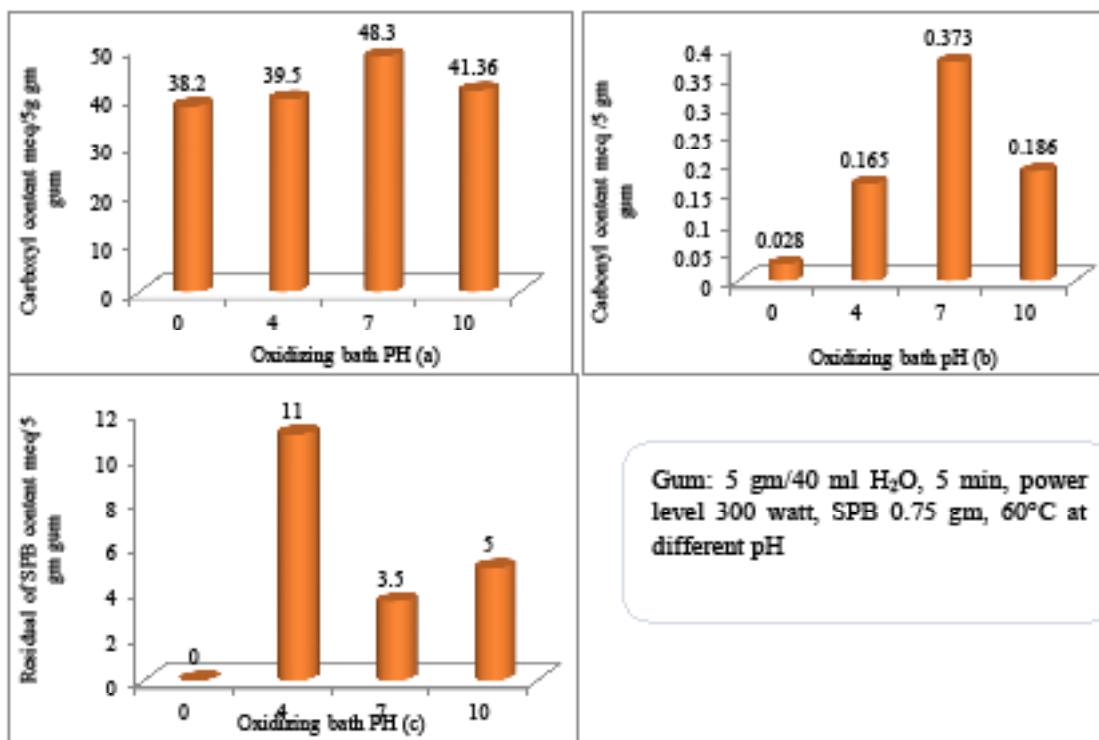 Carboxyl content meq/5g gm
gum
50
40
30
20
10
0
38.2
39.5
48.3
41.36
0 4 7 10
Oxidizing bath PH (a)
Carbonyl content meq /5 gm
gum
0.4
0.35
0.3
0.25
0.2
0.15
0.1
0.05
0
0.028
0.165
0.373
0.186
0 4 7 10
Oxidizing bath pH (b)
Residual of SPB content meq/5
gm gum
12
10
8
6
4
2
0
0
11
3.5
5
0 4 7 10
Oxidizing bath PH (c)
Gum: 5 gm/40 ml H₂O, 5 min, power
level 300 watt, SPB 0.75 gm, 60°C at
different pH